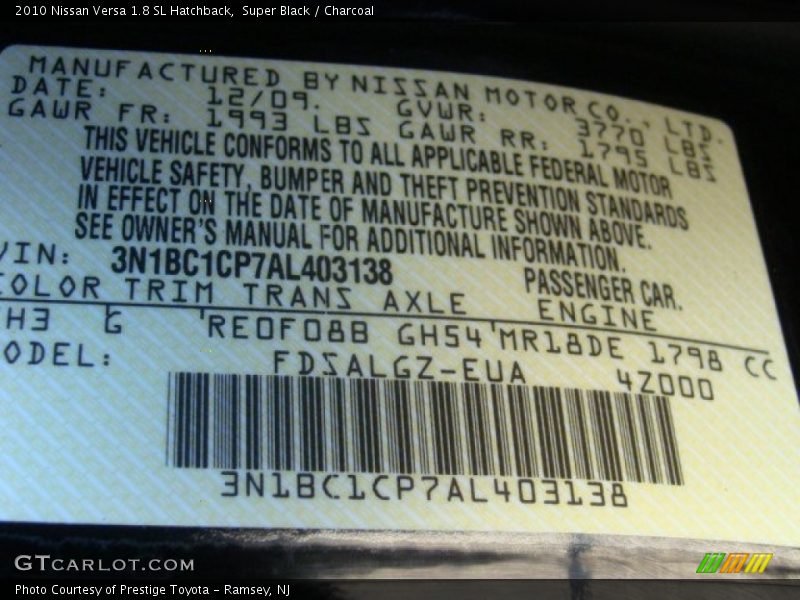 2010 Nissan Versa 1.8 SL Hatchback,  Super Black / Charcoal
MANUFACTURED BY NISSAN MOTOR CO., LTD.
DATE: 12/09. GVWR: 3770 LBS
GAWR FR: 1993 LBS GAWR RR: 1795 LBS
THIS VEHICLE CONFORMS TO ALL APPLICABLE FEDERAL MOTOR
VEHICLE SAFETY, BUMPER AND THEFT PREVENTION STANDARDS
IN EFFECT ON THE DATE OF MANUFACTURE SHOWN ABOVE.
SEE OWNER'S MANUAL FOR ADDITIONAL INFORMATION.
VIN: 3N1BC1CP7AL403138 PASSENGER CAR.
COLOR TRIM TRANS AXLE ENGINE
KH3 G RE0F08B GH54 MR18DE 1798 CC
ODEL: FDSALGZ-EUA 4Z000
3N1BC1CP7AL403138
GTCARLOT.COM
Photo Courtesy of Prestige Toyota - Ramsey, NJ